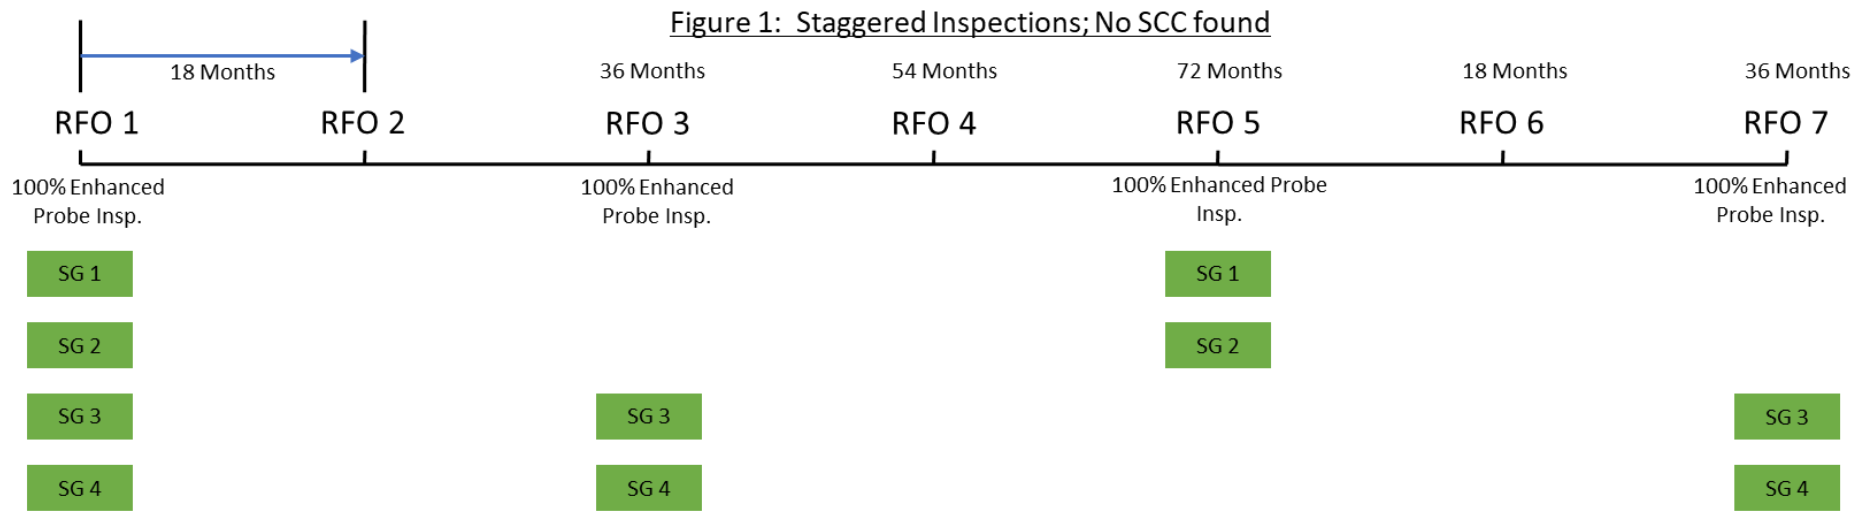 Figure 1:  Staggered Inspections; No SCC found
18 Months
36 Months
54 Months
72 Months
18 Months
36 Months
RFO 1
RFO 2
RFO 3
RFO 4
RFO 5
RFO 6
RFO 7
100% Enhanced
Probe Insp.
100% Enhanced
Probe Insp.
100% Enhanced Probe
Insp.
100% Enhanced
Probe Insp.
SG 1
SG 1
SG 2
SG 2
SG 3
SG 3
SG 3
SG 4
SG 4
SG 4